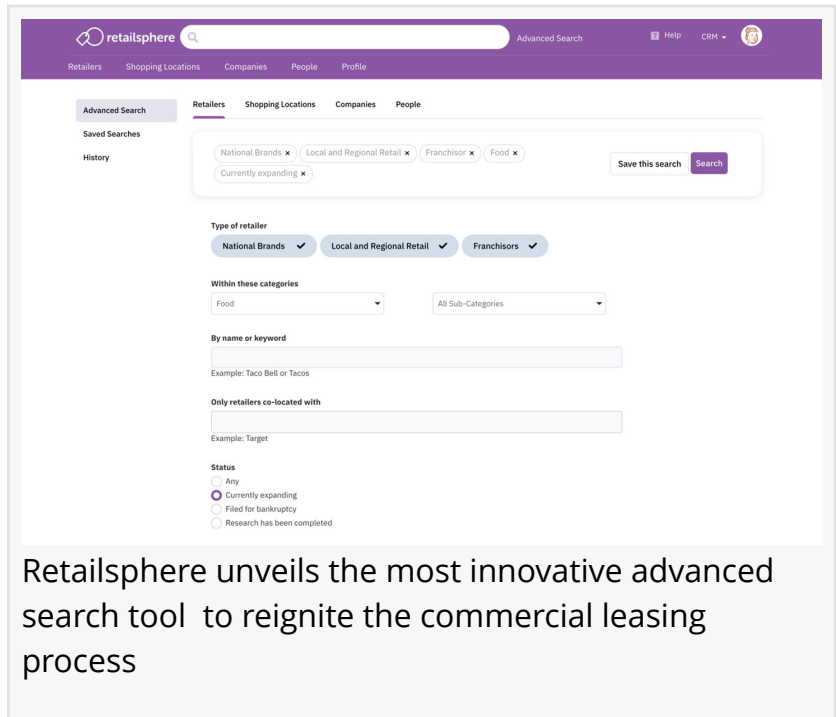 retailsphere Advanced Search Help CRM
Retailers Shopping Locations Companies People Profile
Advanced Search
Saved Searches
History
Retailers Shopping Locations Companies People
National Brands × Local and Regional Retail × Franchisor × Food ×
Currently expanding ×
Save this search Search
Type of retailer
National Brands Local and Regional Retail Franchisors
Within these categories
Food All Sub-Categories
By name or keyword
Example: Taco Bell or Tacos
Only retailers co-located with
Example: Target
Status
Any
Currently expanding
Filed for bankruptcy
Research has been completed
Retailsphere unveils the most innovative advanced
search tool to reignite the commercial leasing
process